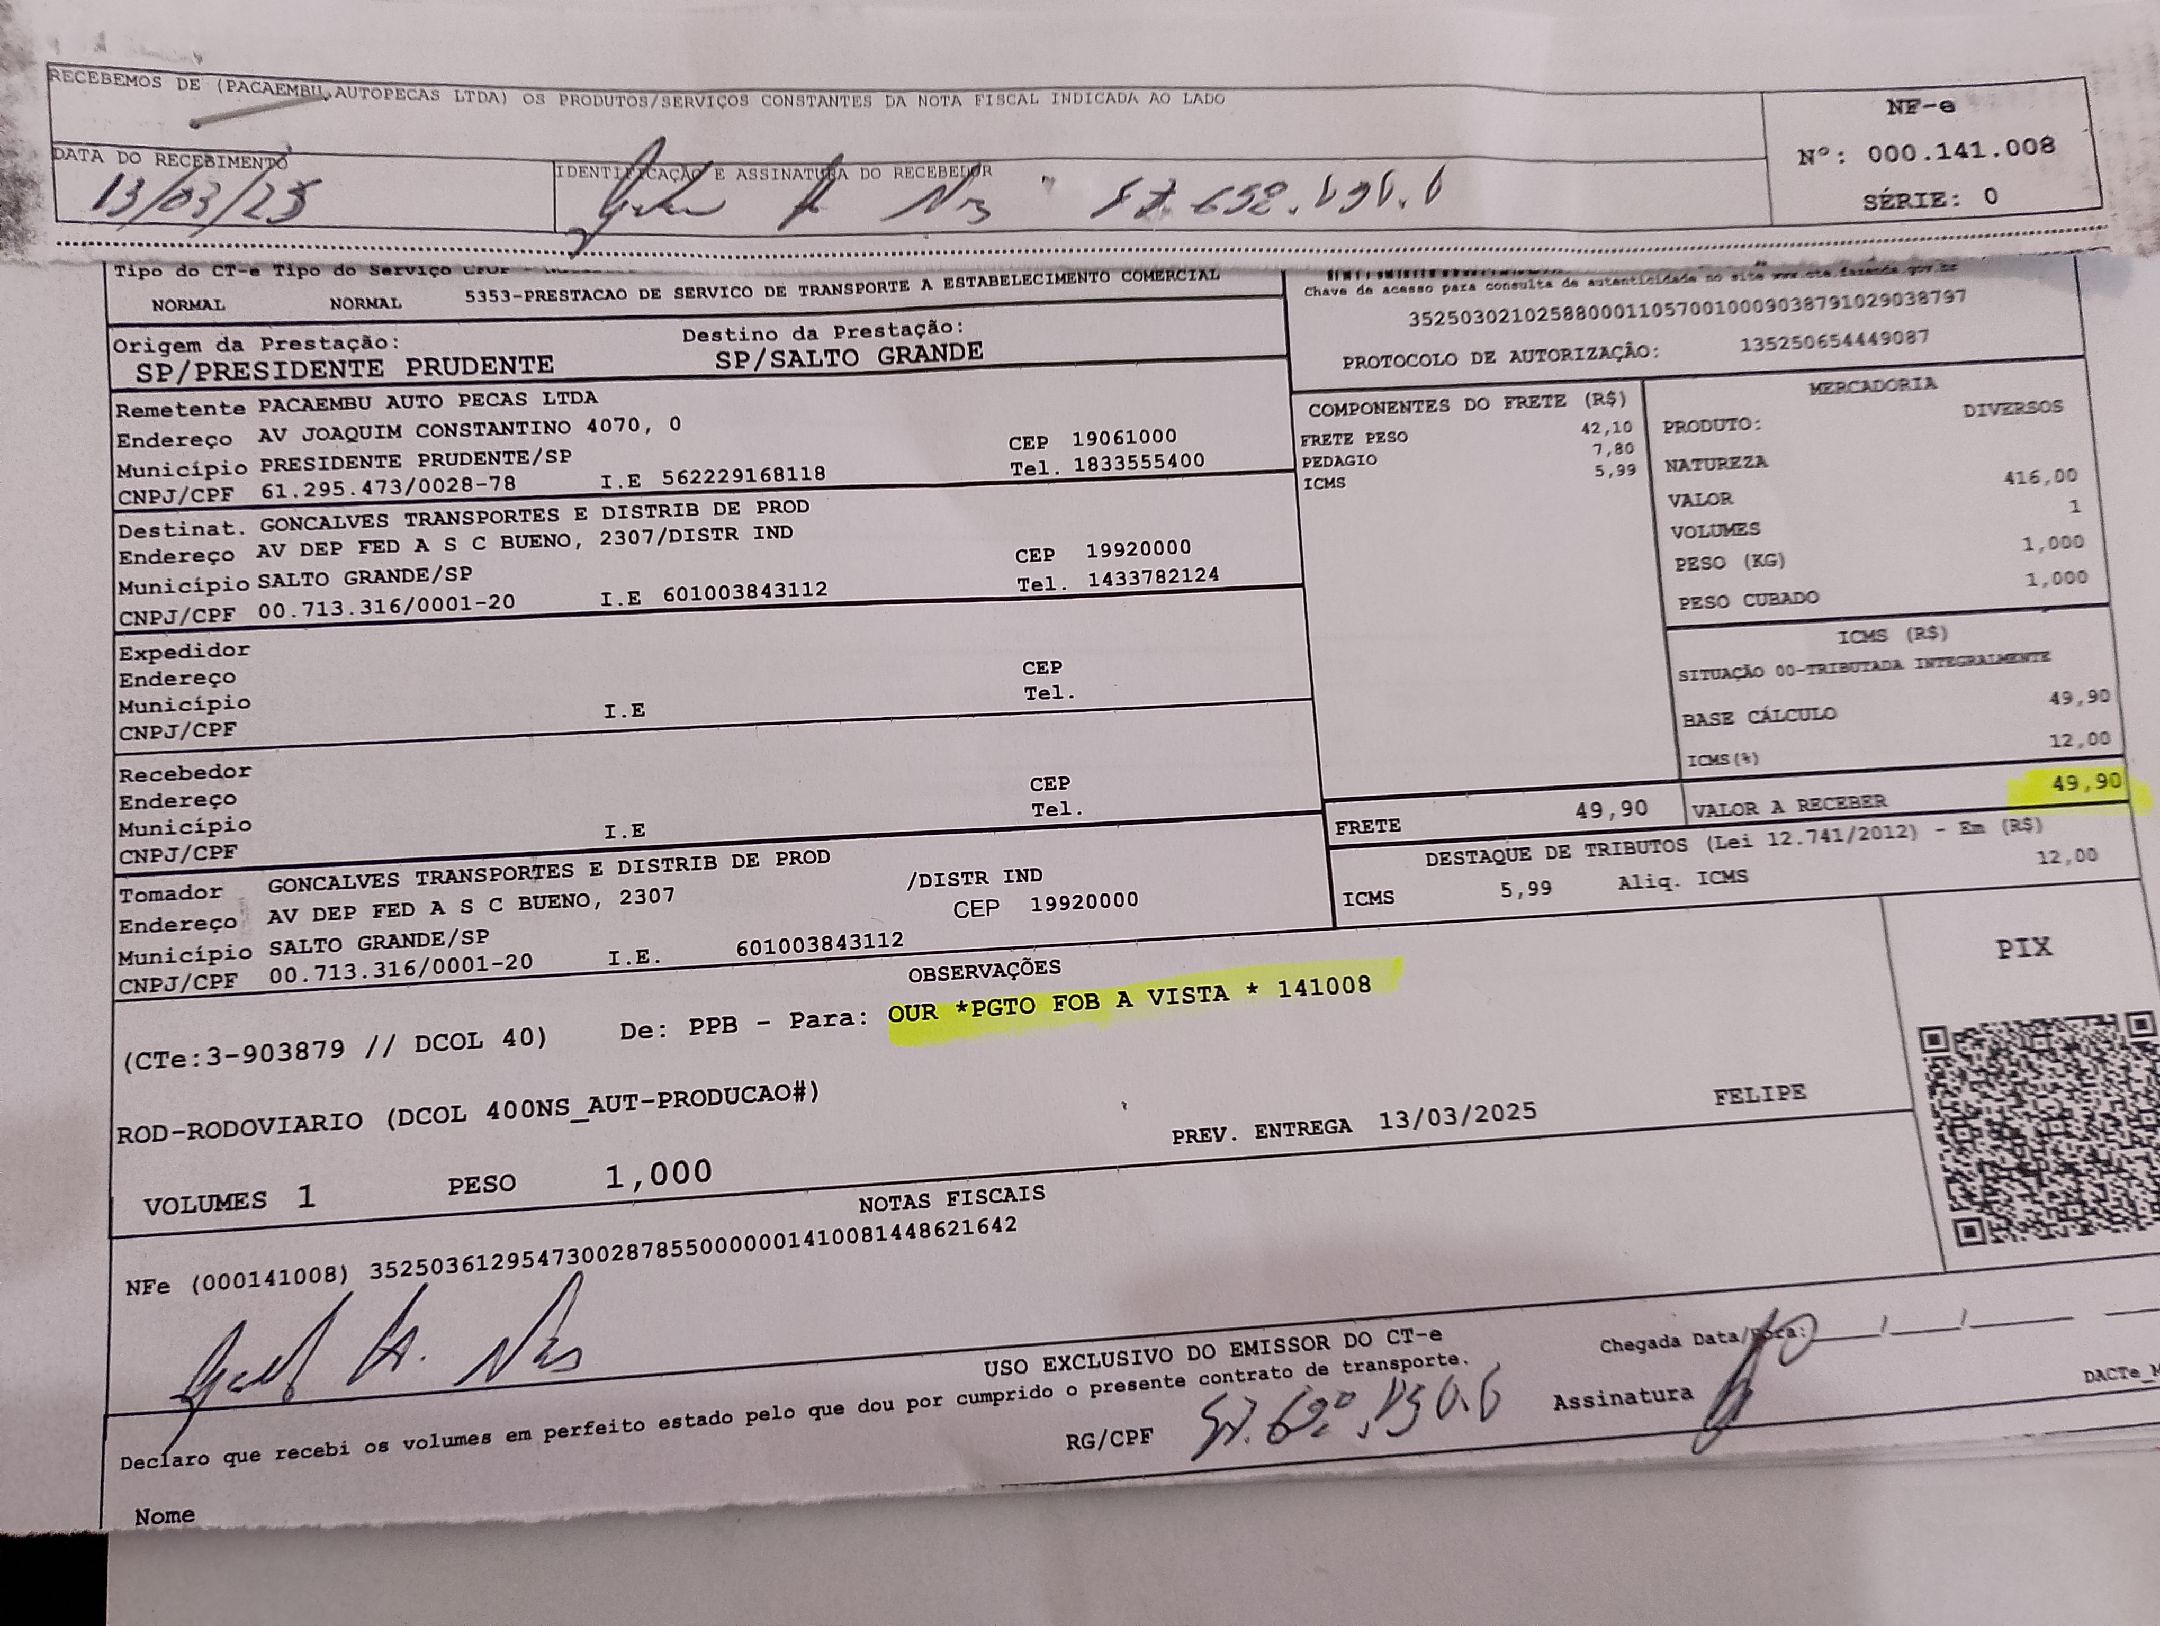 RECEBEMOS DE (PACAEMBU AUTOPECAS LTDA) OS PRODUTOS/SERVIÇOS CONSTANTES DA NOTA FISCAL INDICADA AO LADO
NF-e
Nº: 000.141.008
SÉRIE: 0
DATA DO RECEBIMENTO
13/03/25
IDENTIFICAÇÃO E ASSINATURA DO RECEBEDOR
Tipo do CT-e Tipo do Serviço CFOP -
NORMAL NORMAL 5353-PRESTACAO DE SERVICO DE TRANSPORTE A ESTABELECIMENTO COMERCIAL
Chave de acesso para consulta de autenticidade no site www.cte.fazenda.gov.br
35250302102588000110570010009038791029038797
PROTOCOLO DE AUTORIZAÇÃO: 135250654449087
Origem da Prestação: Destino da Prestação:
SP/PRESIDENTE PRUDENTE SP/SALTO GRANDE
Remetente PACAEMBU AUTO PECAS LTDA
Endereço AV JOAQUIM CONSTANTINO 4070, 0 CEP 19061000
Município PRESIDENTE PRUDENTE/SP Tel. 1833555400
CNPJ/CPF 61.295.473/0028-78 I.E 562229168118
Destinat. GONCALVES TRANSPORTES E DISTRIB DE PROD
Endereço AV DEP FED A S C BUENO, 2307/DISTR IND CEP 19920000
Município SALTO GRANDE/SP Tel. 1433782124
CNPJ/CPF 00.713.316/0001-20 I.E 601003843112
Expedidor
Endereço CEP
Município Tel.
CNPJ/CPF I.E
Recebedor
Endereço CEP
Município Tel.
CNPJ/CPF I.E
Tomador GONCALVES TRANSPORTES E DISTRIB DE PROD
Endereço AV DEP FED A S C BUENO, 2307 /DISTR IND
Município SALTO GRANDE/SP CEP 19920000
CNPJ/CPF 00.713.316/0001-20 I.E. 601003843112
COMPONENTES DO FRETE (R$)
FRETE PESO 42,10
PEDAGIO 7,80
ICMS 5,99
MERCADORIA
PRODUTO: DIVERSOS
NATUREZA
VALOR 416,00
VOLUMES 1
PESO (KG) 1,000
PESO CUBADO 1,000
ICMS (R$)
SITUAÇÃO 00-TRIBUTADA INTEGRALMENTE
BASE CÁLCULO 49,90
ICMS(%) 12,00
FRETE 49,90 VALOR A RECEBER 49,90
DESTAQUE DE TRIBUTOS (Lei 12.741/2012) - Em (R$)
ICMS 5,99 Aliq. ICMS 12,00
OBSERVAÇÕES
(CTe:3-903879 // DCOL 40) De: PPB - Para: OUR *PGTO FOB A VISTA * 141008
PIX
ROD-RODOVIARIO (DCOL 400NS_AUT-PRODUCAO#)
PREV. ENTREGA 13/03/2025 FELIPE
VOLUMES 1 PESO 1,000
NOTAS FISCAIS
NFe (000141008) 35250361295473002878550000001410081448621642
USO EXCLUSIVO DO EMISSOR DO CT-e
Chegada Data/Hora: / /
Declaro que recebi os volumes em perfeito estado pelo que dou por cumprido o presente contrato de transporte.
RG/CPF Assinatura
DACTe_M
Nome